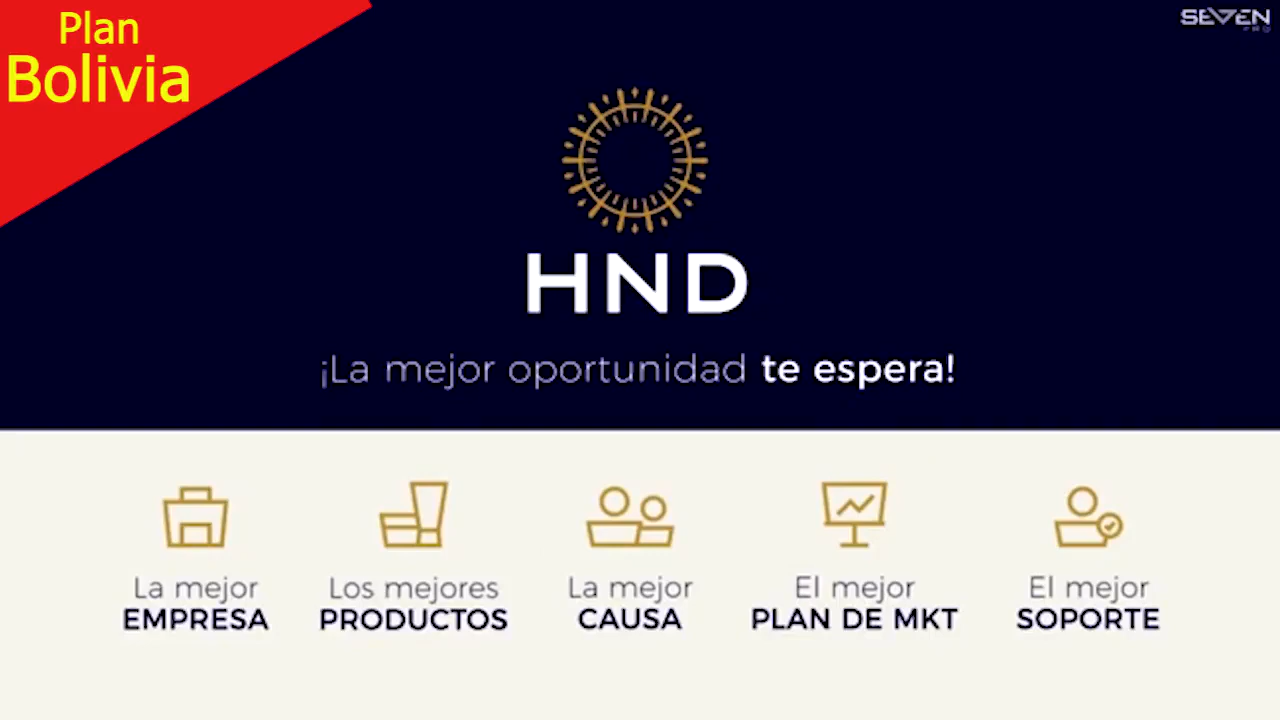 Plan
Bolivia
SEVEN
PRO
HND
¡La mejor oportunidad te espera!
La mejor
EMPRESA
Los mejores
PRODUCTOS
La mejor
CAUSA
El mejor
PLAN DE MKT
El mejor
SOPORTE